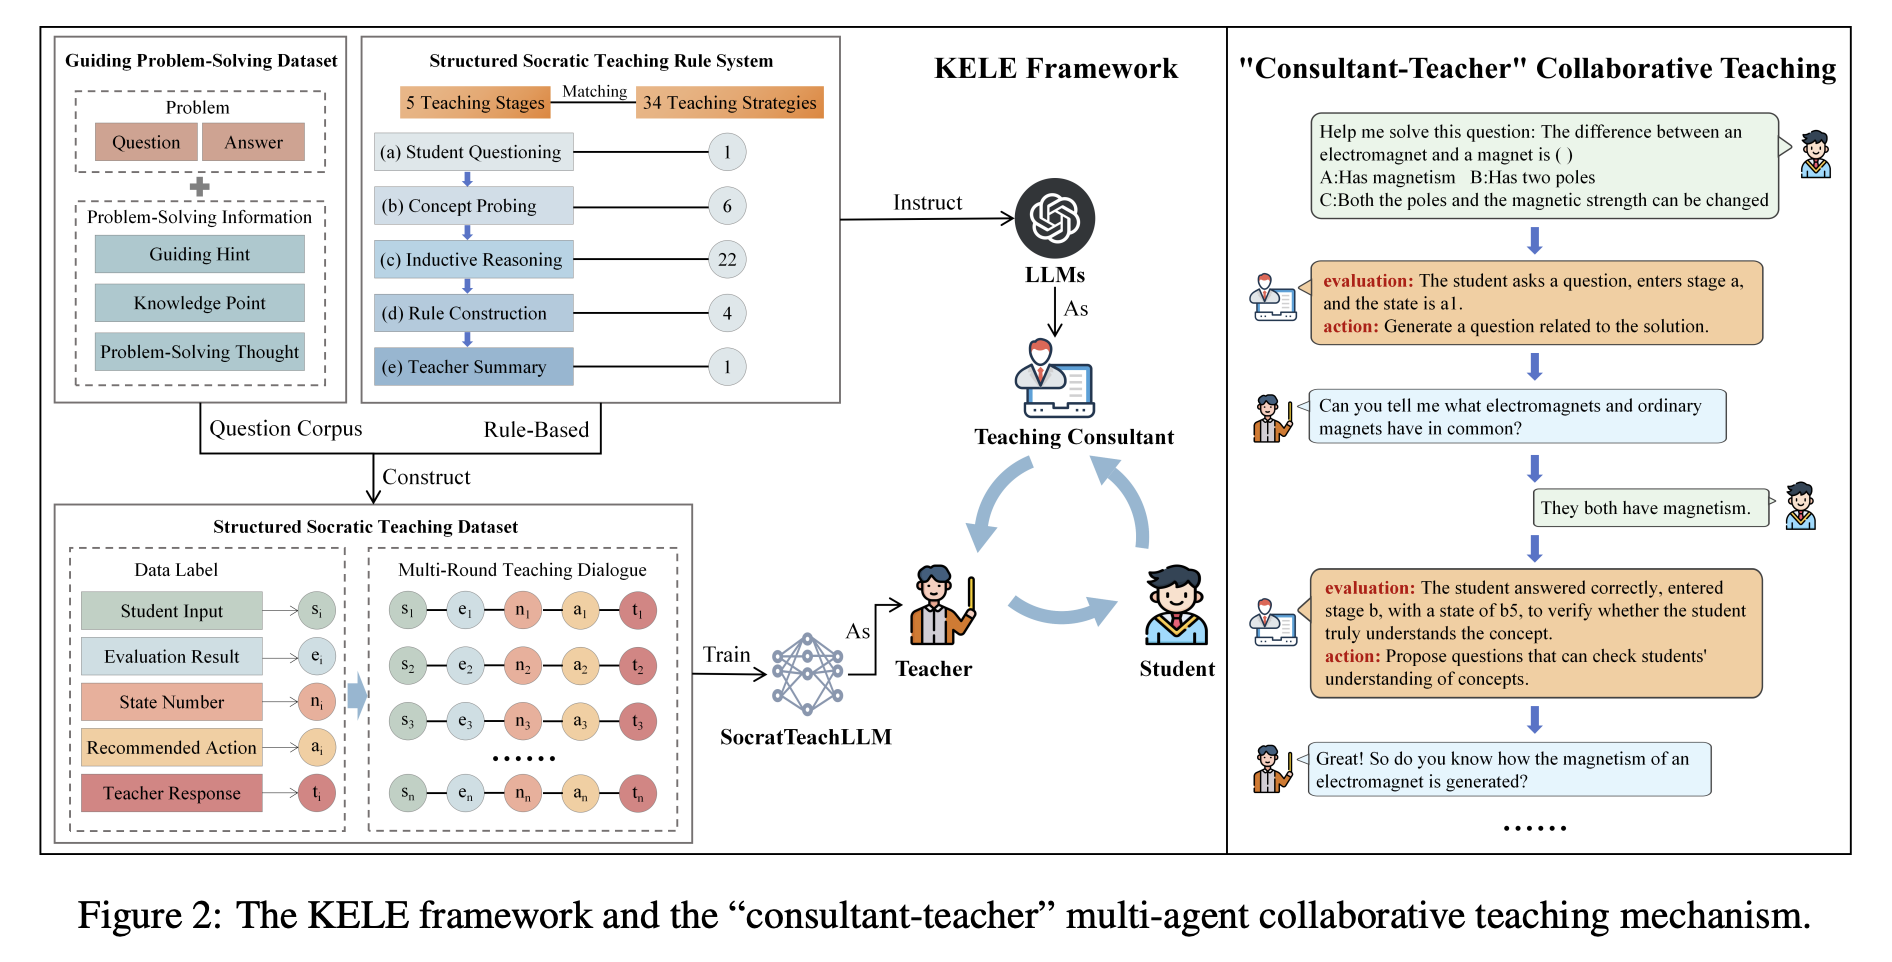 Guiding Problem-Solving Dataset
Problem
Question
Answer
Problem-Solving Information
Guiding Hint
Knowledge Point
Problem-Solving Thought
Structured Socratic Teaching Rule System
5 Teaching Stages
Matching
34 Teaching Strategies
(a) Student Questioning
1
(b) Concept Probing
6
(c) Inductive Reasoning
22
(d) Rule Construction
4
(e) Teacher Summary
1
Question Corpus
Rule-Based
Construct
Structured Socratic Teaching Dataset
Data Label
Student Input
si
Evaluation Result
ei
State Number
ni
Recommended Action
ai
Teacher Response
ti
Multi-Round Teaching Dialogue
s1 e1 n1 a1 t1
s2 e2 n2 a2 t2
s3 e3 n3 a3 t3
......
sn en nn an tn
KELE Framework
Instruct
LLMs
As
Teaching Consultant
Train
SocratTeachLLM
As
Teacher
Student
"Consultant-Teacher" Collaborative Teaching
Help me solve this question: The difference between an
electromagnet and a magnet is ( )
A:Has magnetism B:Has two poles
C:Both the poles and the magnetic strength can be changed
evaluation: The student asks a question, enters stage a,
and the state is a1.
action: Generate a question related to the solution.
Can you tell me what electromagnets and ordinary
magnets have in common?
They both have magnetism.
evaluation: The student answered correctly, entered
stage b, with a state of b5, to verify whether the student
truly understands the concept.
action: Propose questions that can check students'
understanding of concepts.
Great! So do you know how the magnetism of an
electromagnet is generated?
......
Figure 2: The KELE framework and the “consultant-teacher” multi-agent collaborative teaching mechanism.